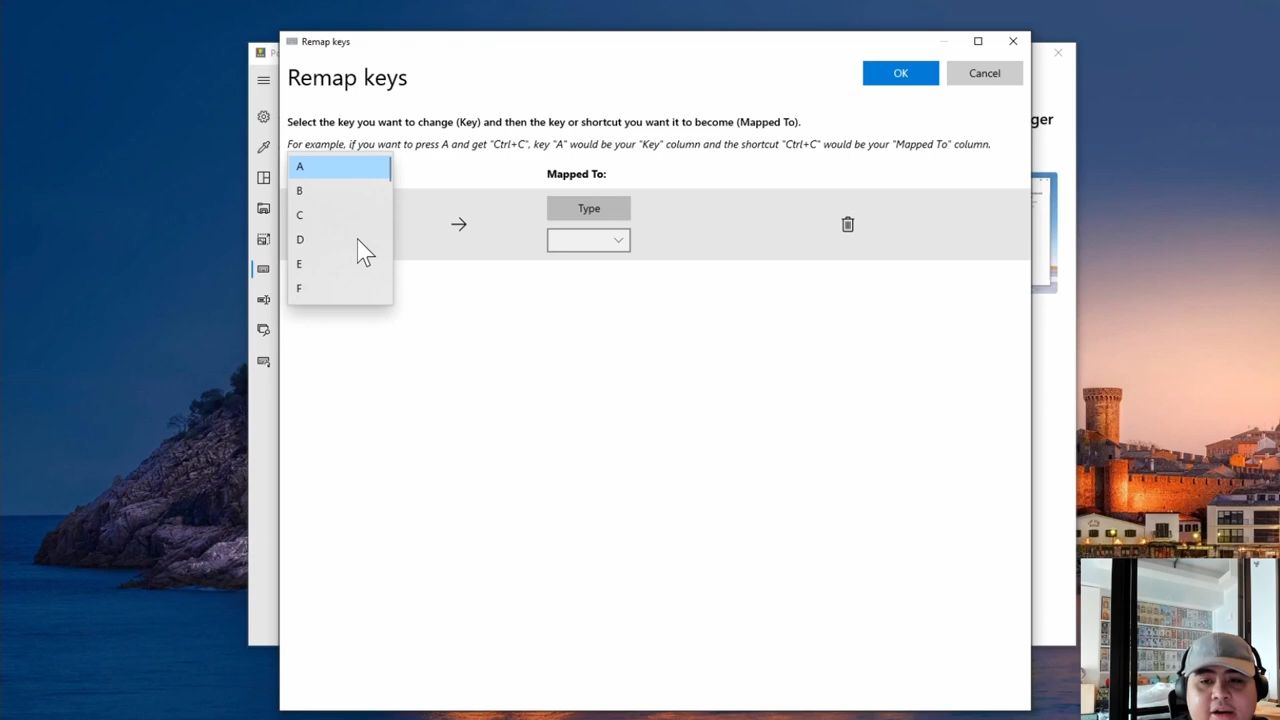 Remap keys
Remap keys
OK
Cancel
Select the key you want to change (Key) and then the key or shortcut you want it to become (Mapped To).
For example, if you want to press A and get "Ctrl+C", key "A" would be your "Key" column and the shortcut "Ctrl+C" would be your "Mapped To" column.
ger
A
B
C
D
E
F
Mapped To:
Type